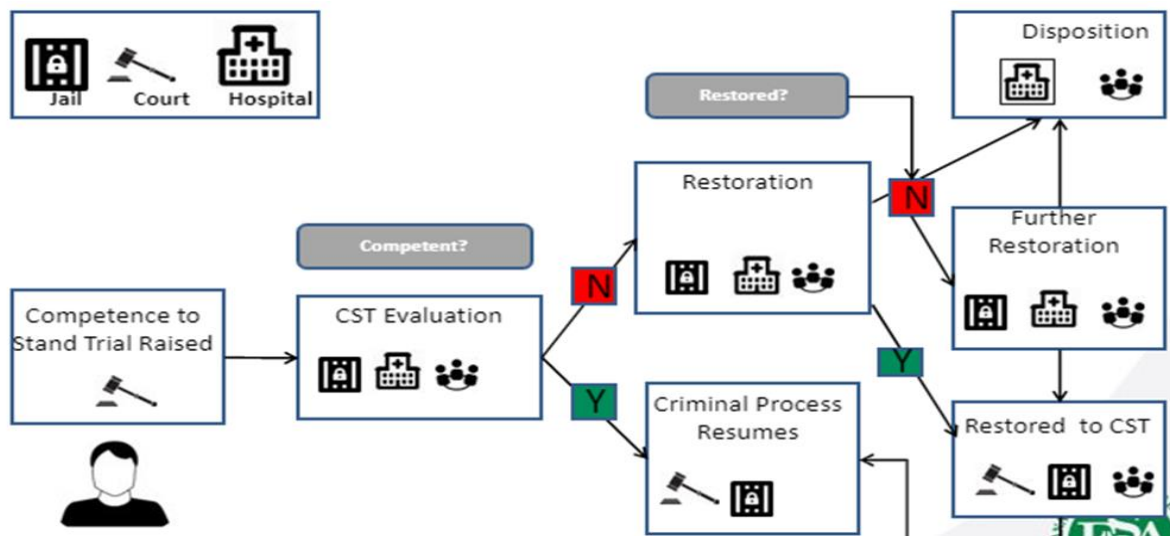 Jail Court Hospital
Restored?
Disposition
Competent?
Restoration
N
Further
Restoration
Competence to
Stand Trial Raised
CST Evaluation
N
Y
Criminal Process
Resumes
Y
Restored to CST